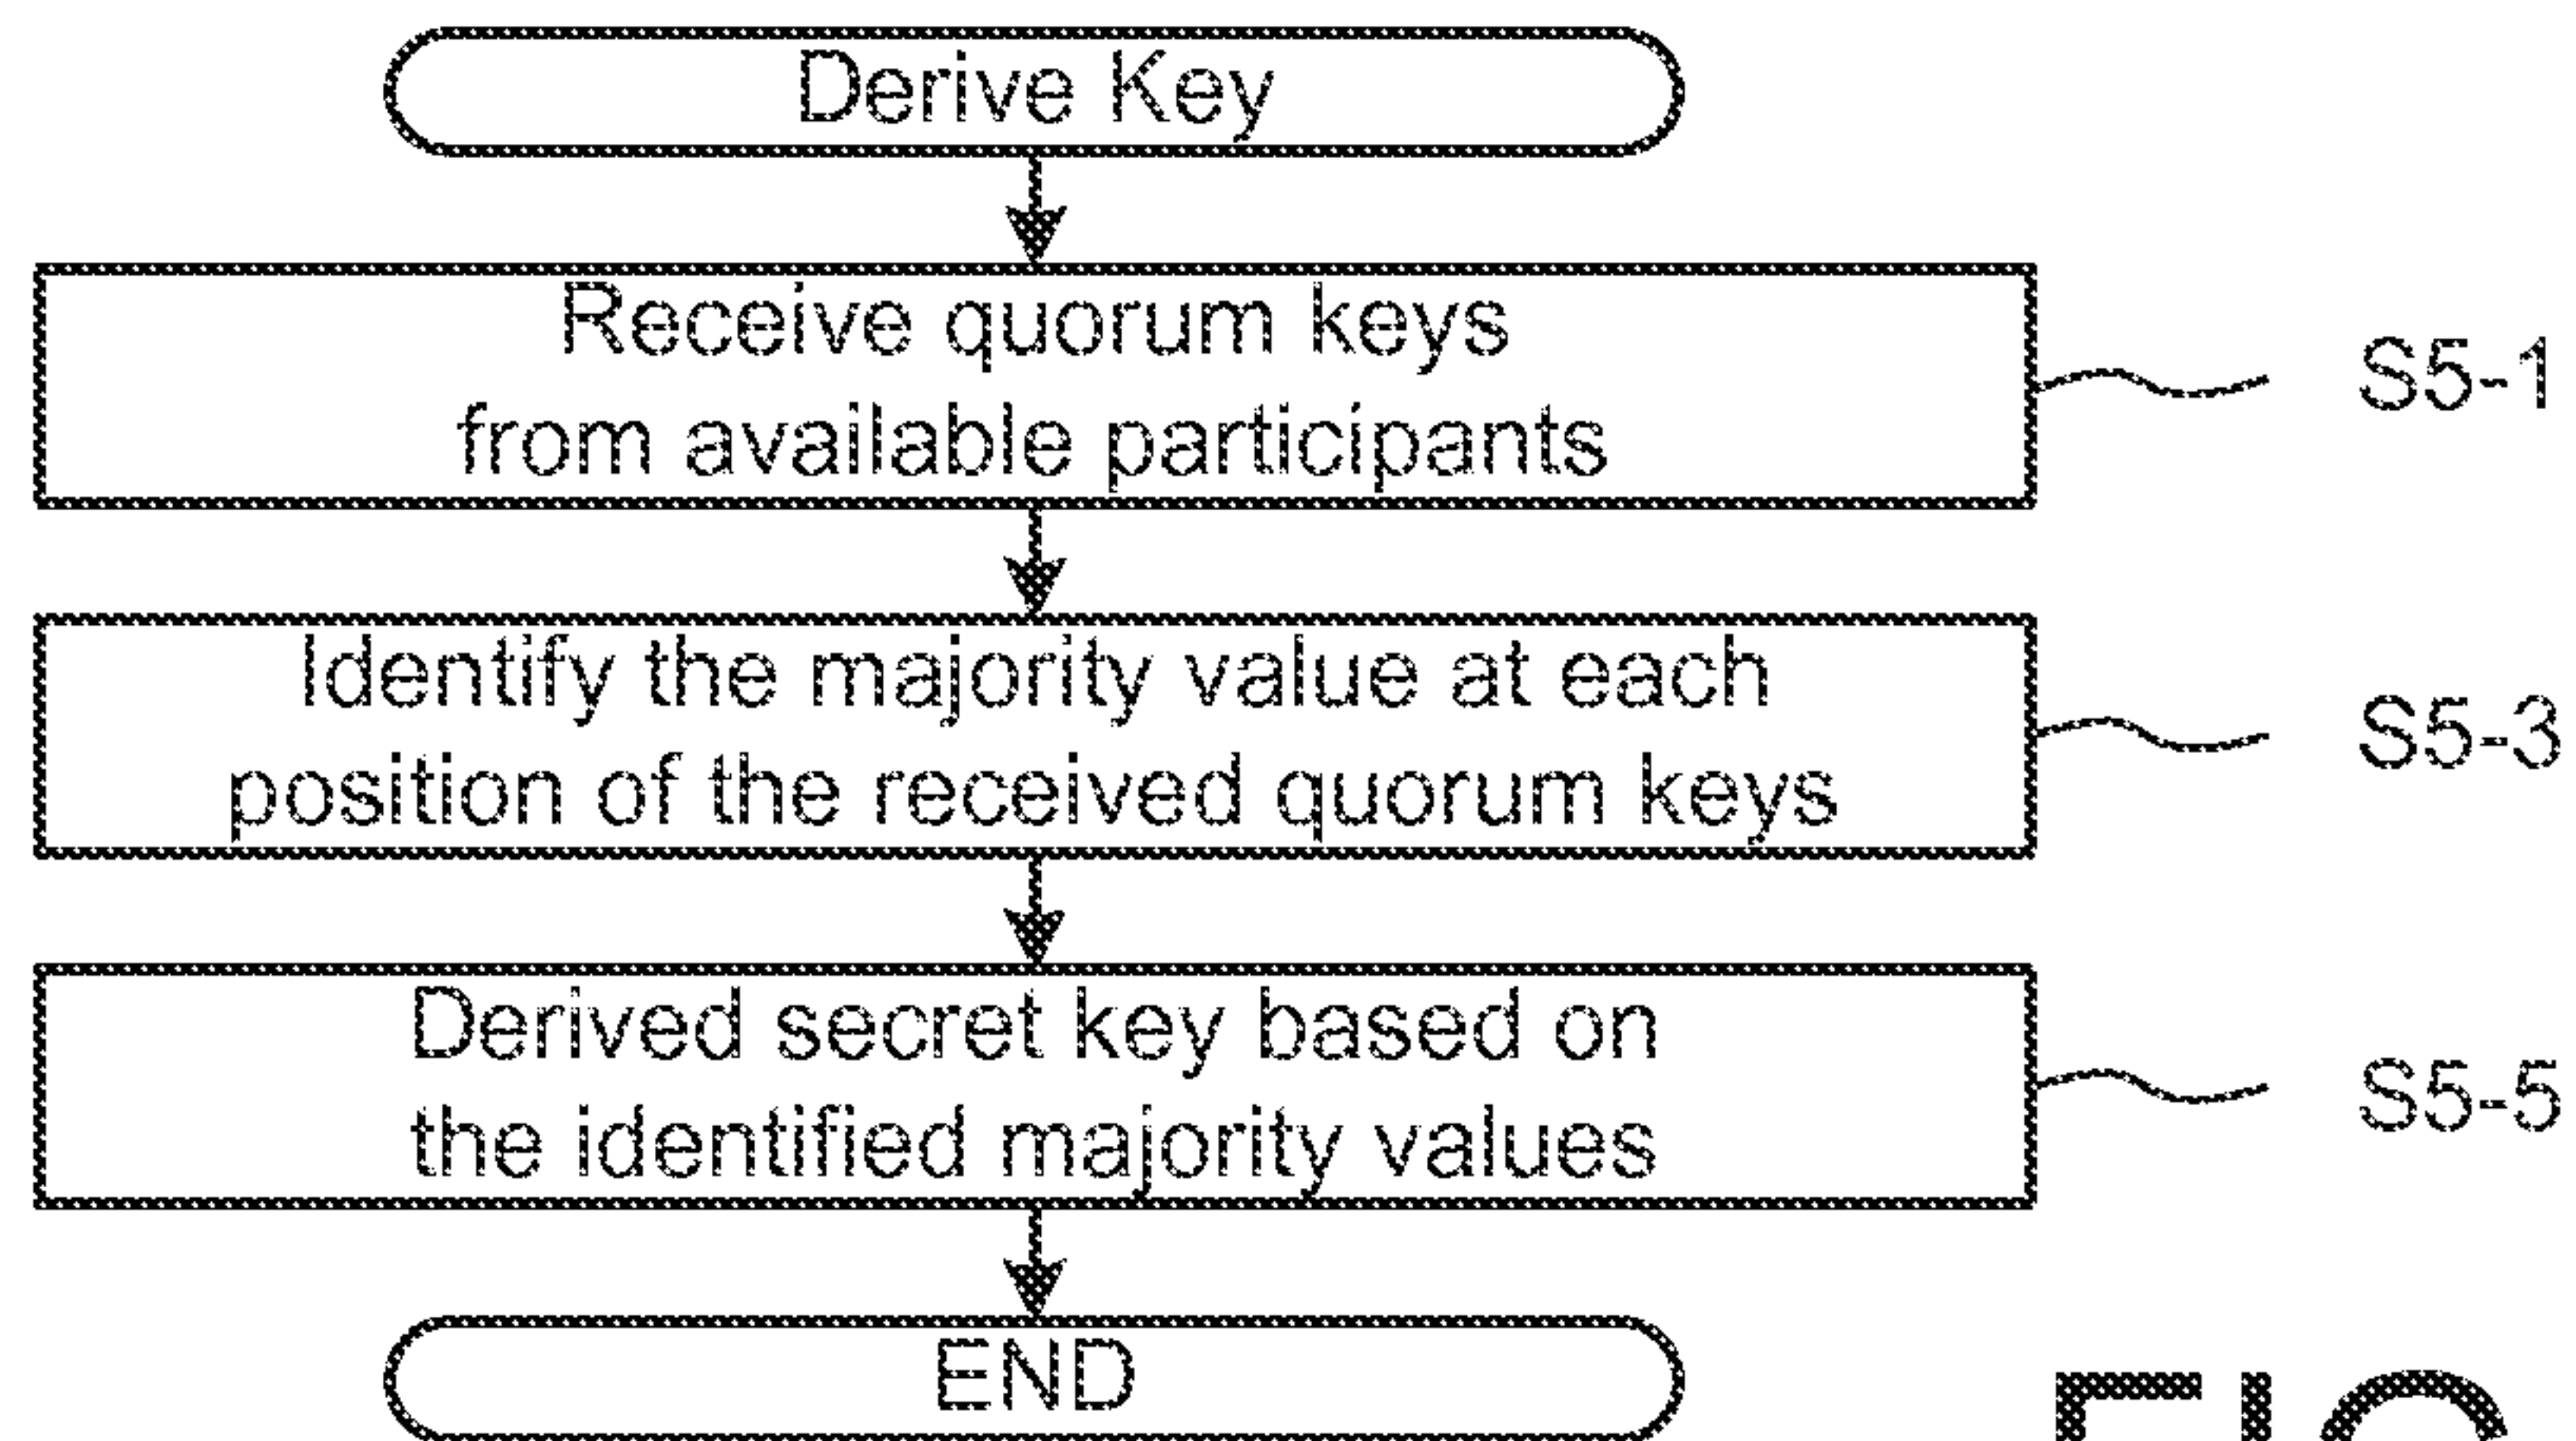 Derive Key
Receive quorum keys
from available participants
S5-1
Identify the majority value at each
position of the received quorum keys
S5-3
Derived secret key based on
the identified majority values
S5-5
END